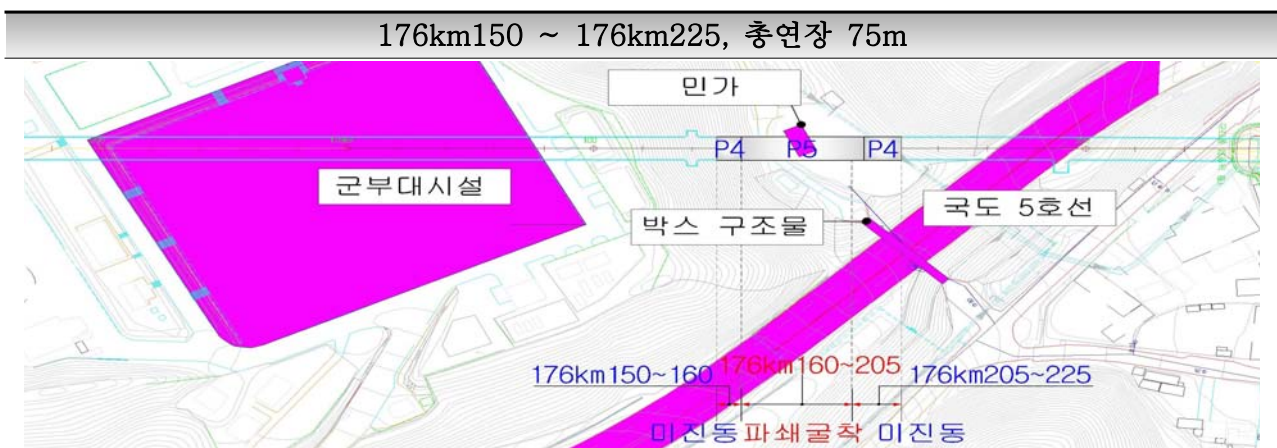 176km150 ~ 176km225, 총연장 75m
민가
P4 P5 P4
군부대시설
박스 구조물
국도 5호선
176km150~160 176km160~205 176km205~225
미진동 파쇄굴착 미진동